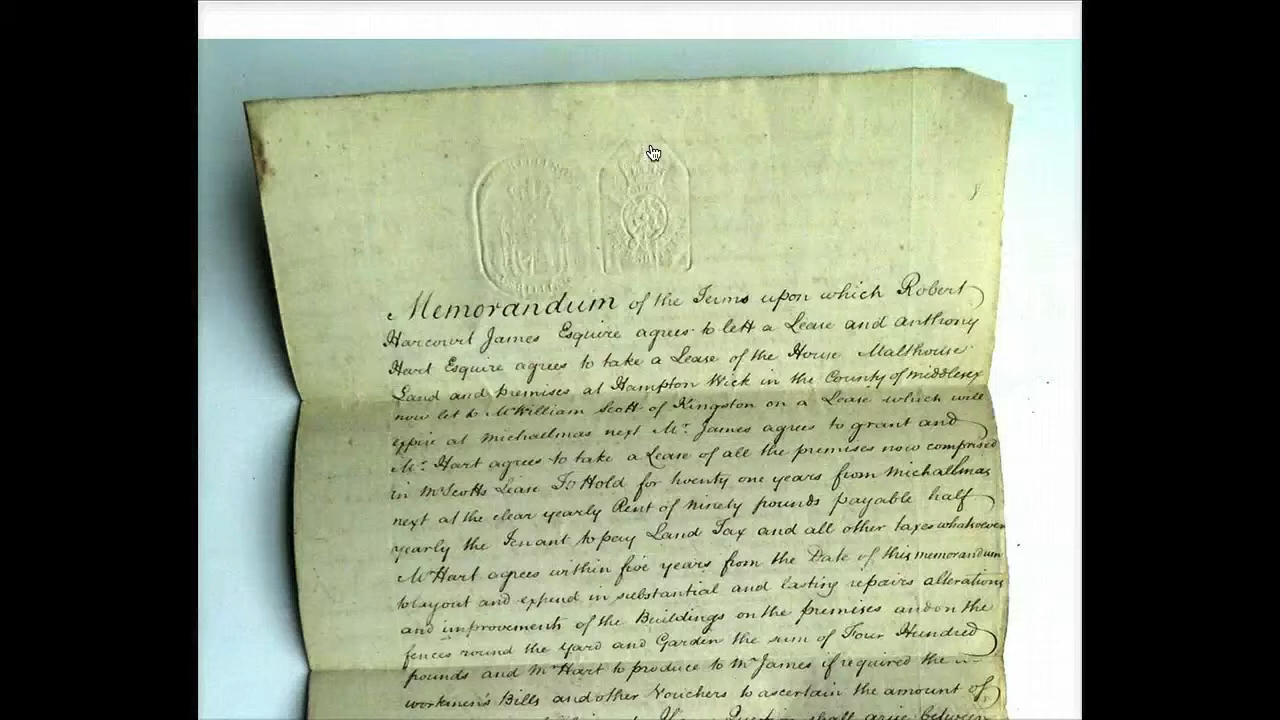 Memorandum of the Terms upon which Robert
Harcourt James Esquire agrees to lett a Lease and Anthony
Hart Esquire agrees to take a Lease of the House Malthouse
Land and premises at Hampton Wick in the County of Middlesex
now let to Mr William Scott of Kingston on a Lease which will
expire at Michaelmas next Mr. James agrees to grant and
Mr. Hart agrees to take a Lease of all the premises now comprised
in Mr Scotts Lease To Hold for twenty one years from Michallmas
next at the clear yearly Rent of ninety pounds payable half
yearly the Tenant to pay Land Tax and all other taxes whatsoever
Mr Hart agrees within five years from the Date of this memorandum
to layout and expend in substantial and lasting repairs alterations
and improvements of the Buildings on the premises and on the
fences round the Yard and Garden the sum of Four Hundred
pounds and Mr Hart to produce to Mr James if required the
workmen's Bills and other Vouchers to ascertain the amount of
Question shall arise between